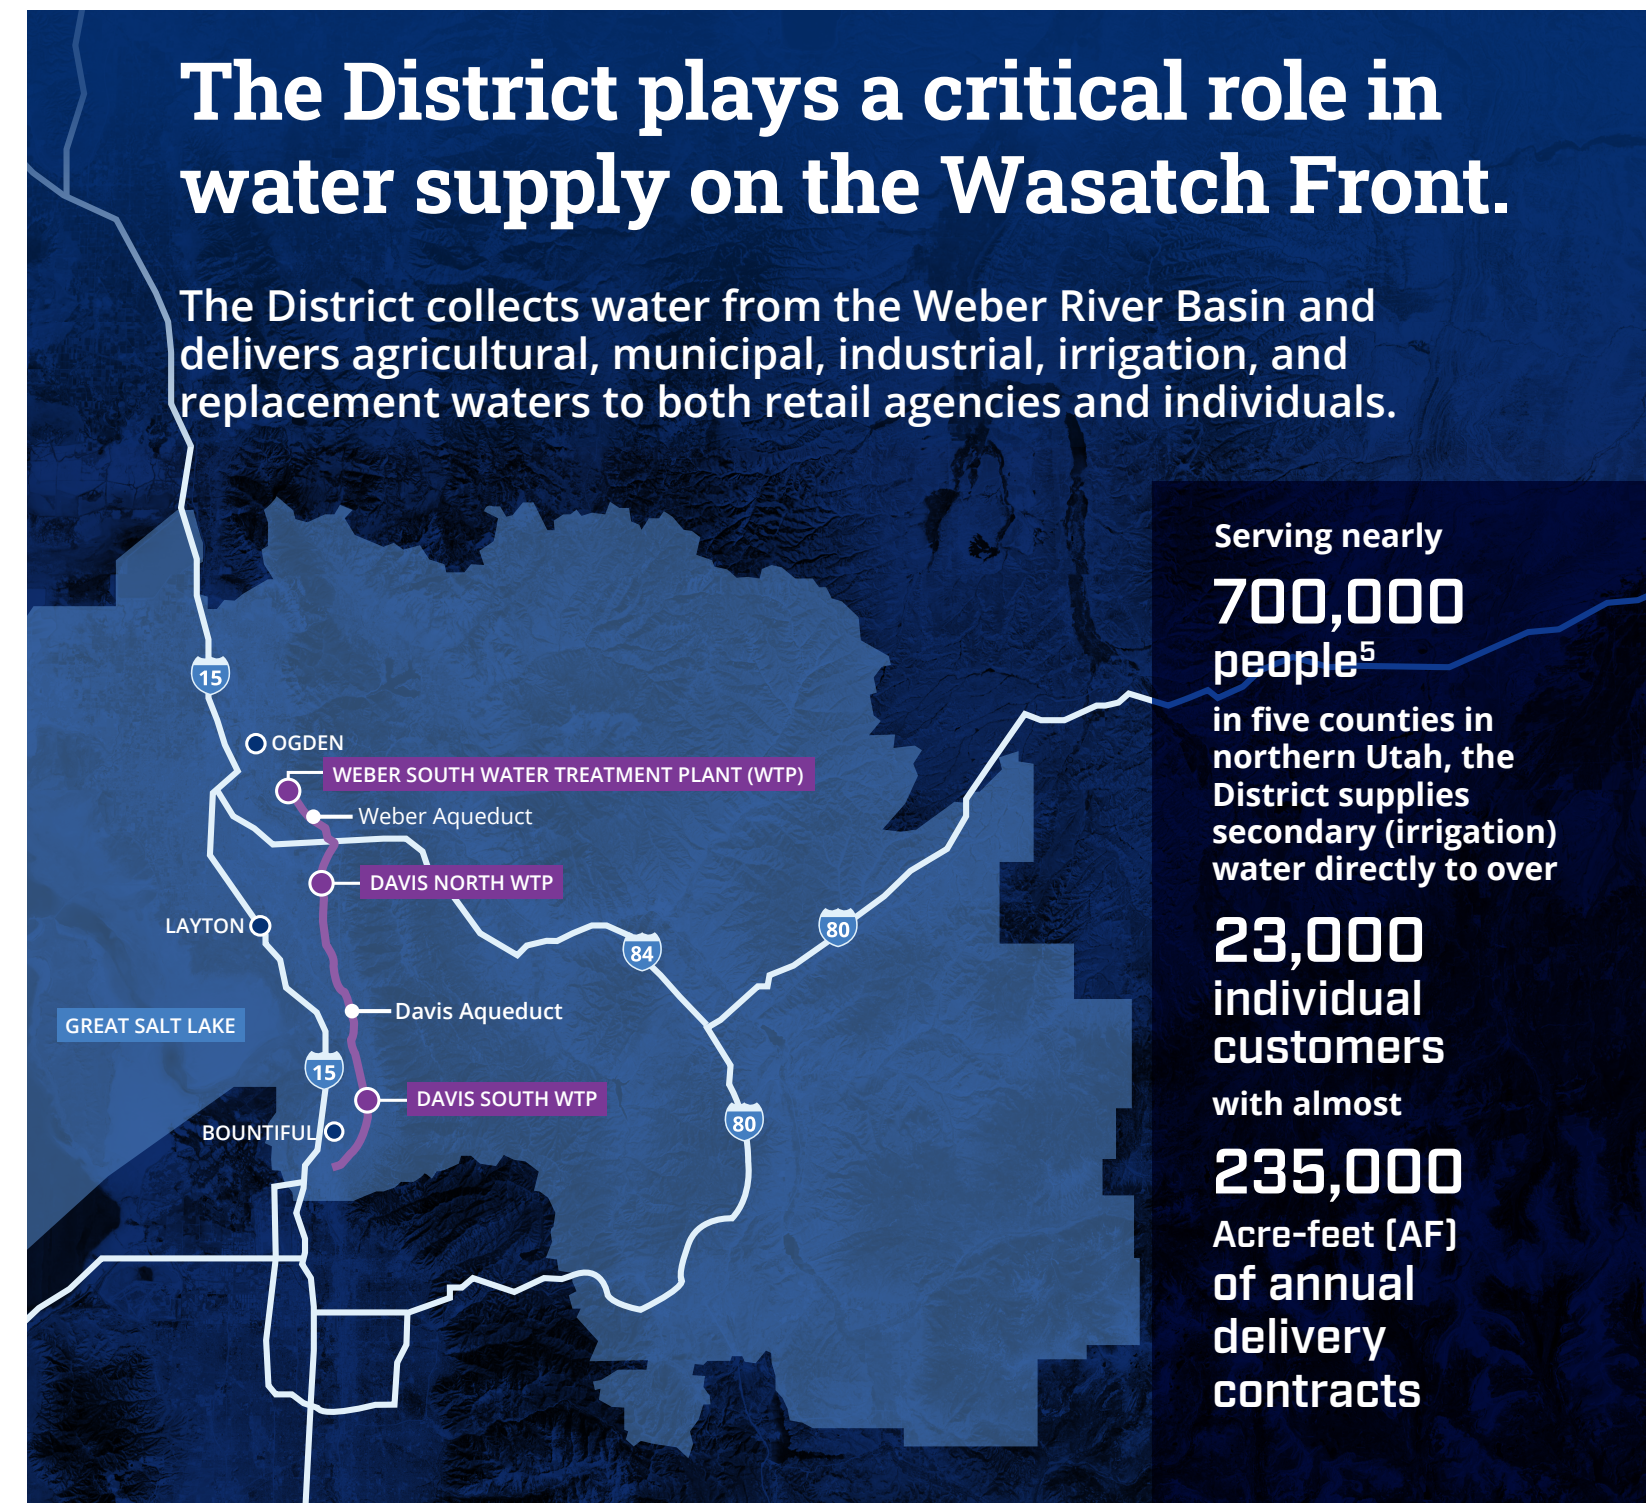 The District plays a critical role in
water supply on the Wasatch Front.
The District collects water from the Weber River Basin and
delivers agricultural, municipal, industrial, irrigation, and
replacement waters to both retail agencies and individuals.
15
OGDEN
WEBER SOUTH WATER TREATMENT PLANT (WTP)
Weber Aqueduct
DAVIS NORTH WTP
LAYTON
84
80
Davis Aqueduct
GREAT SALT LAKE
15
DAVIS SOUTH WTP
80
BOUNTIFUL
Serving nearly
700,000
people⁵
in five counties in
northern Utah, the
District supplies
secondary (irrigation)
water directly to over
23,000
individual
customers
with almost
235,000
Acre-feet (AF)
of annual
delivery
contracts